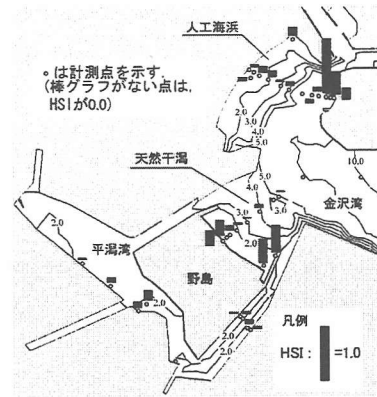 人工海浜
◦は計測点を示す.
(棒グラフがない点は,
HSIが0.0)
2.0
3.0
4.0
5.0
10.0
天然干潟
5.0
4.0
3.0
金沢湾
3.0
2.0
2.0
平潟湾
野島
2.0
2.0
2.0
2.0
凡例
HSI: =1.0